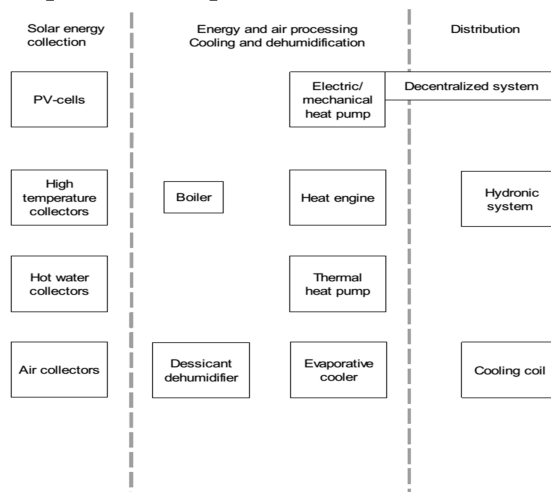 Solar energy
collection
Energy and air processing
Cooling and dehumidification
Distribution
PV-cells
Electric/
mechanical
heat pump
Decentralized system
High
temperature
collectors
Boiler
Heat engine
Hydronic
system
Hot water
collectors
Thermal
heat pump
Air collectors
Dessicant
dehumidifier
Evaporative
cooler
Cooling coil